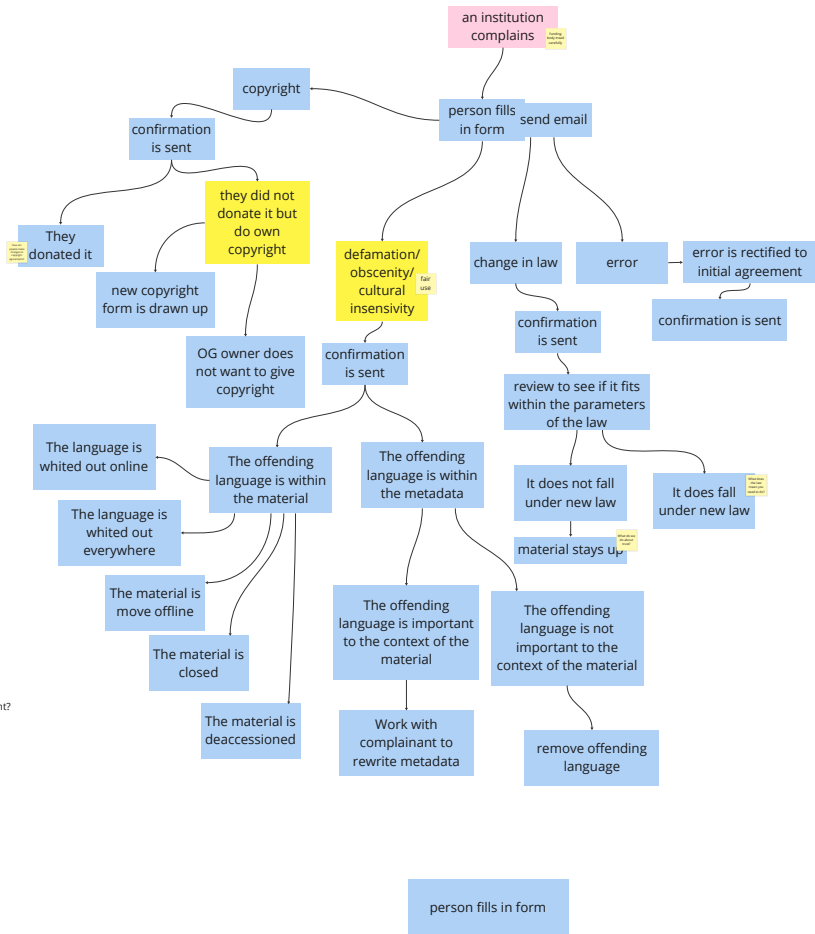 an institution
complains
copyright
person fills
in form
send email
confirmation
is sent
they did not
donate it but
do own
copyright
They
donated it
defamation/
obscenity/
cultural
insensivity
fair
use
change in law
error
error is rectified to
initial agreement
new copyright
form is drawn up
confirmation is sent
confirmation
is sent
OG owner does
not want to give
copyright
confirmation
is sent
review to see if it fits
within the parameters
of the law
The language is
whited out online
The offending
language is within
the material
The offending
language is within
the metadata
It does not fall
under new law
It does fall
under new law
The language is
whited out
everywhere
material stays up
The material is
move offline
The offending
language is important
to the context of the
material
The offending
language is not
important to the
context of the material
The material is
closed
nt?
The material is
deaccessioned
Work with
complainant to
rewrite metadata
remove offending
language
person fills in form